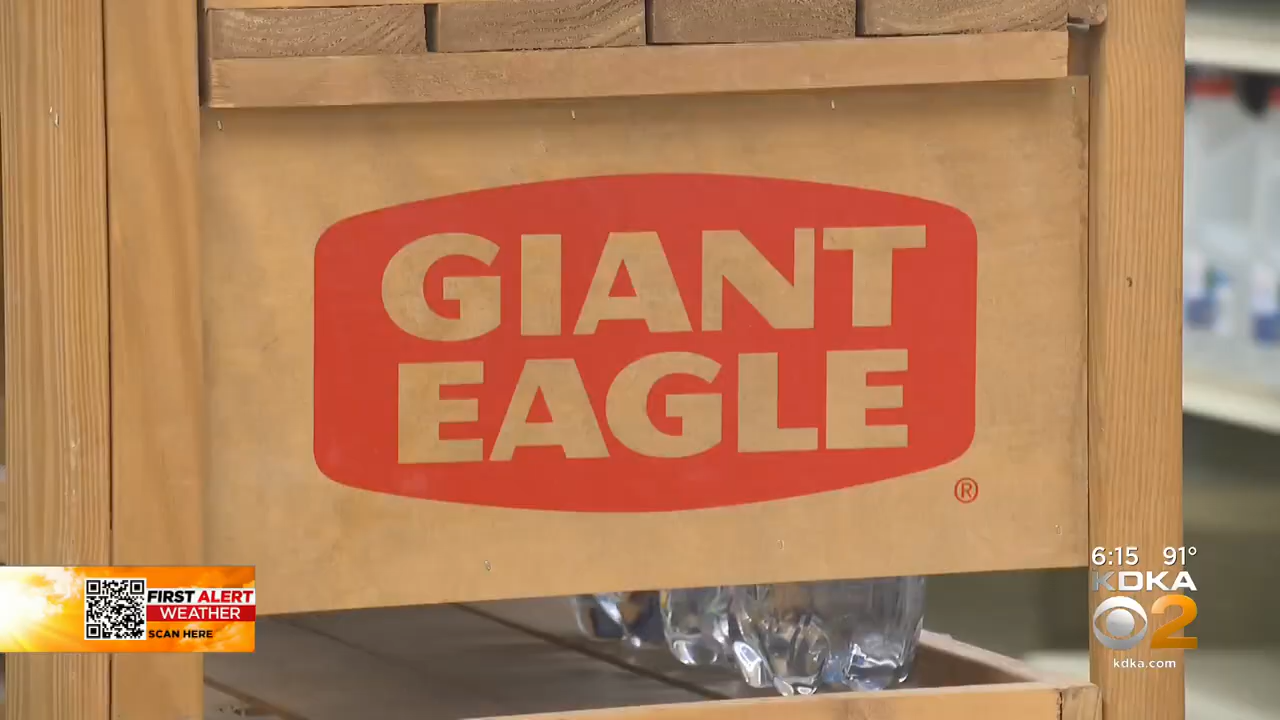 GIANT
EAGLE
®
6:15 91°
KDKA
2
kdka.com
FIRST ALERT
WEATHER
SCAN HERE